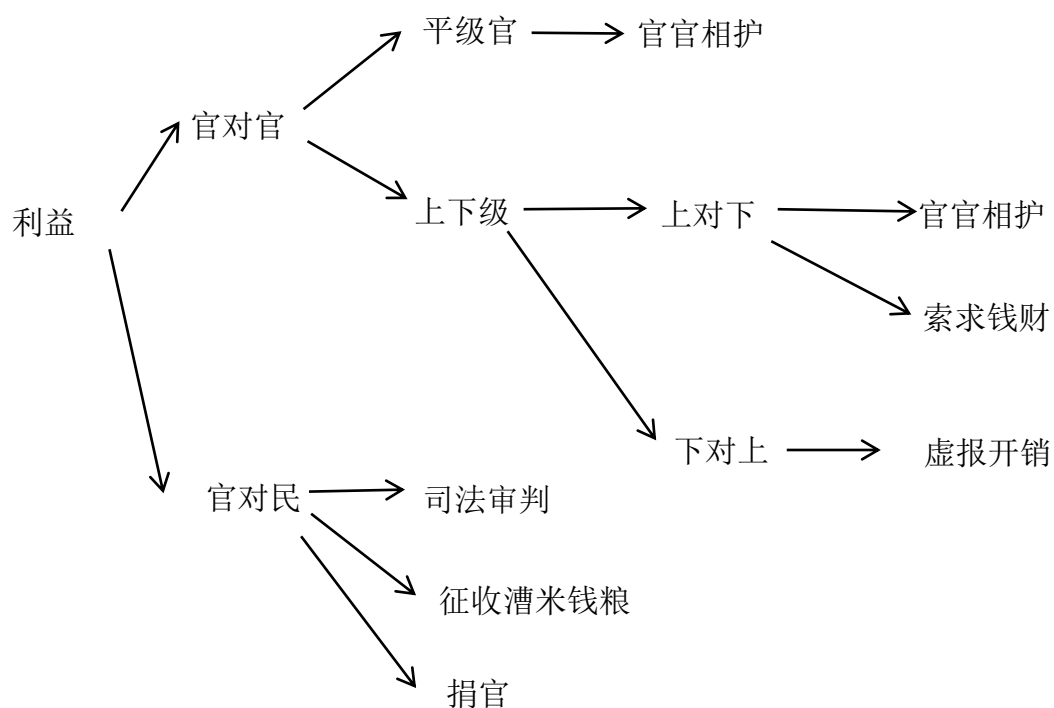 平级官
官官相护
官对官
利益
上下级
上对下
官官相护
索求钱财
下对上
虚报开销
官对民
司法审判
征收漕米钱粮
捐官